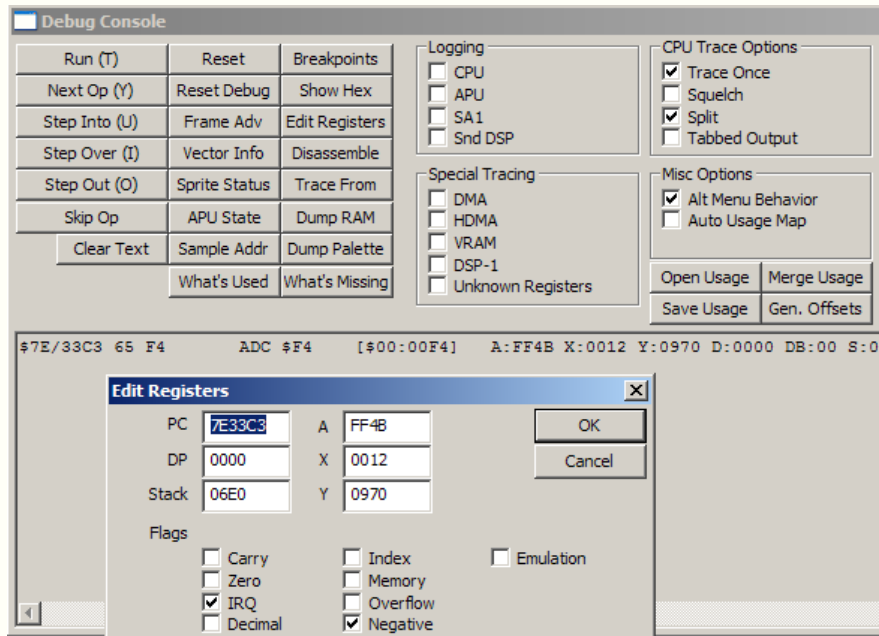 Debug Console
Run (T) Reset Breakpoints
Next Op (Y) Reset Debug Show Hex
Step Into (U) Frame Adv Edit Registers
Step Over (I) Vector Info Disassemble
Step Out (O) Sprite Status Trace From
Skip Op APU State Dump RAM
Clear Text Sample Addr Dump Palette
What's Used What's Missing
Logging
CPU
APU
SA1
Snd DSP
CPU Trace Options
Trace Once
Squelch
Split
Tabbed Output
Special Tracing
DMA
HDMA
VRAM
DSP-1
Unknown Registers
Misc Options
Alt Menu Behavior
Auto Usage Map
Open Usage Merge Usage
Save Usage Gen. Offsets
$7E/33C3 65 F4 ADC $F4 [$00:00F4] A:FF4B X:0012 Y:0970 D:0000 DB:00 S:0
Edit Registers
PC 7E33C3 A FF4B OK
DP 0000 X 0012 Cancel
Stack 06E0 Y 0970
Flags
Carry Index Emulation
Zero Memory
IRQ Overflow
Decimal Negative